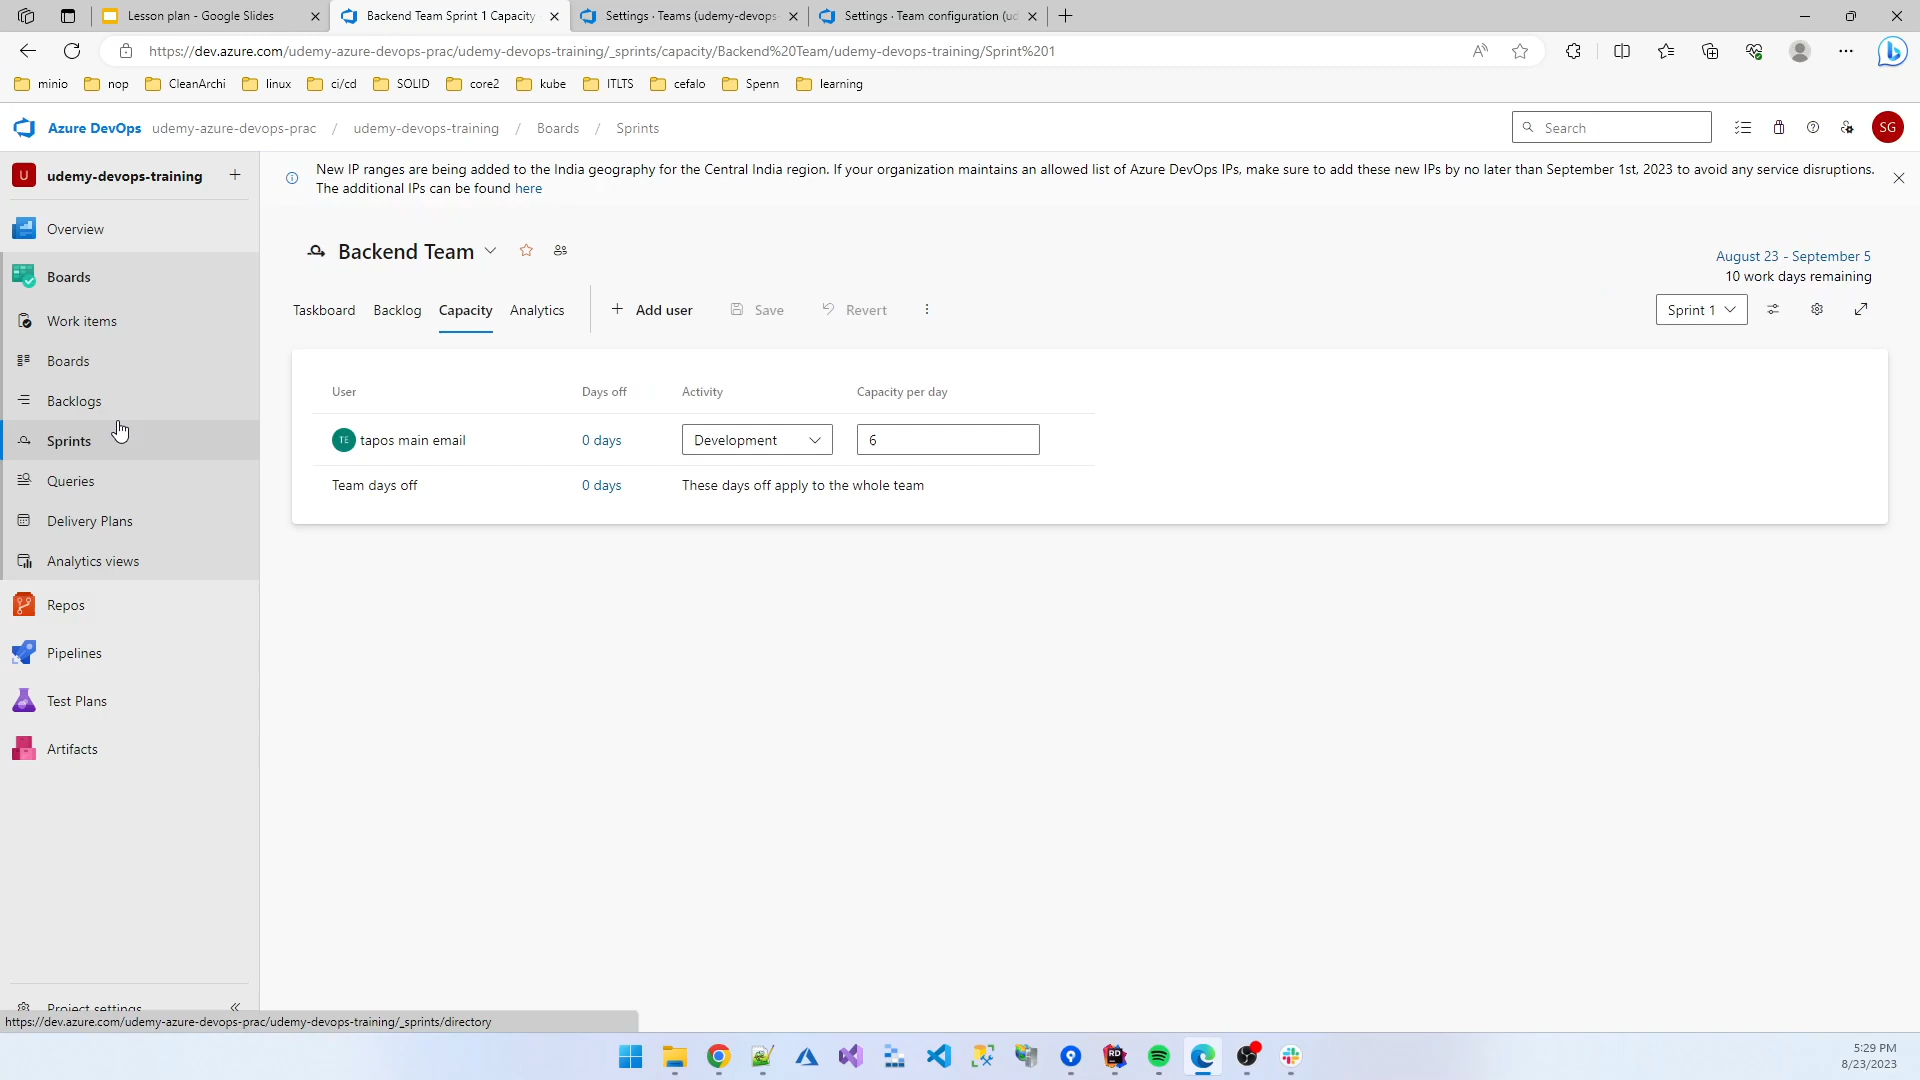 Lesson plan - Google Slides
Backend Team Sprint 1 Capacity
Settings · Teams (udemy-devops-
Settings · Team configuration (ud
https://dev.azure.com/udemy-azure-devops-prac/udemy-devops-training/_sprints/capacity/Backend%20Team/udemy-devops-training/Sprint%201
minio
nop
CleanArchi
linux
ci/cd
SOLID
core2
kube
ITLTS
cefalo
Spenn
learning
Azure DevOps
udemy-azure-devops-prac / udemy-devops-training / Boards / Sprints
Search
SG
U
udemy-devops-training
Overview
Boards
Work items
Boards
Backlogs
Sprints
Queries
Delivery Plans
Analytics views
Repos
Pipelines
Test Plans
Artifacts
Project settings
https://dev.azure.com/udemy-azure-devops-prac/udemy-devops-training/_sprints/directory
New IP ranges are being added to the India geography for the Central India region. If your organization maintains an allowed list of Azure DevOps IPs, make sure to add these new IPs by no later than September 1st, 2023 to avoid any service disruptions.
The additional IPs can be found here
Backend Team
August 23 - September 5
10 work days remaining
Taskboard
Backlog
Capacity
Analytics
Add user
Save
Revert
Sprint 1
User
Days off
Activity
Capacity per day
TE
tapos main email
0 days
Development
6
Team days off
0 days
These days off apply to the whole team
RD
5:29 PM
8/23/2023